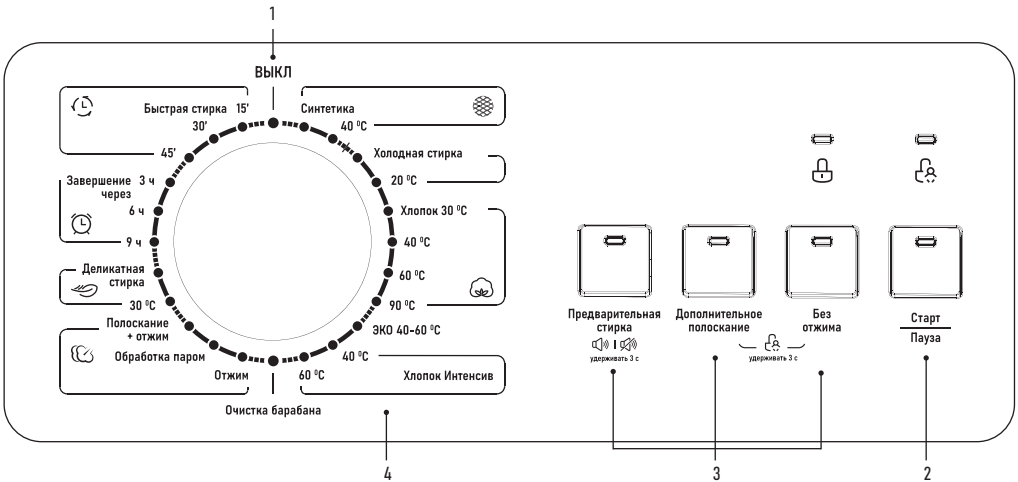 1
ВЫКЛ
Быстрая стирка 15'
30'
45'
Завершение 3 ч
через
6 ч
9 ч
Деликатная
стирка
30 °C
Полоскание
+ отжим
Обработка паром
Отжим
Очистка барабана
Синтетика
40 °C
Холодная стирка
20 °C
Хлопок 30 °C
40 °C
60 °C
90 °C
ЭКО 40-60 °C
40 °C
60 °C
Хлопок Интенсив
Предварительная
стирка
удерживать 3 с
Дополнительное
полоскание
Без
отжима
удерживать 3 с
Старт
Пауза
4
3
2